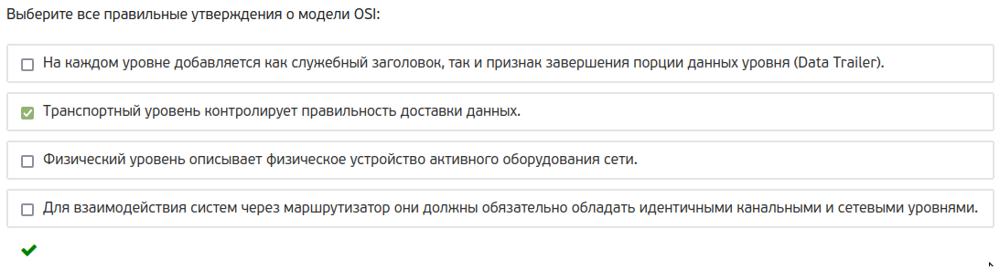 Выберите все правильные утверждения о модели OSI:
На каждом уровне добавляется как служебный заголовок, так и признак завершения порции данных уровня (Data Trailer).
Транспортный уровень контролирует правильность доставки данных.
Физический уровень описывает физическое устройство активного оборудования сети.
Для взаимодействия систем через маршрутизатор они должны обязательно обладать идентичными канальными и сетевыми уровнями.